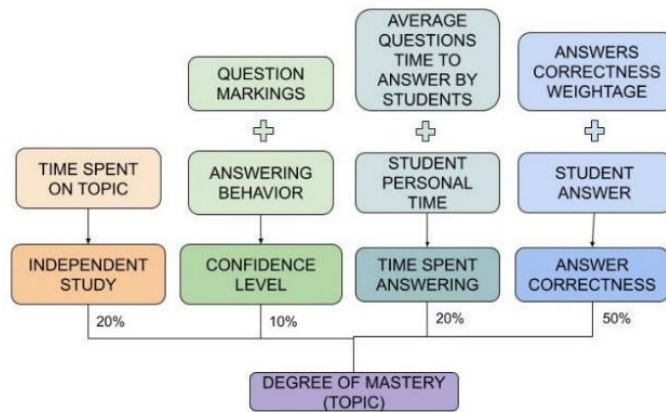 AVERAGE
QUESTIONS
TIME TO
ANSWER BY
STUDENTS
ANSWERS
CORRECTNESS
WEIGHTAGE
QUESTION
MARKINGS
TIME SPENT
ON TOPIC
ANSWERING
BEHAVIOR
STUDENT
PERSONAL
TIME
STUDENT
ANSWER
INDEPENDENT
STUDY
CONFIDENCE
LEVEL
TIME SPENT
ANSWERING
ANSWER
CORRECTNESS
20%
10%
20%
50%
DEGREE OF MASTERY
(TOPIC)